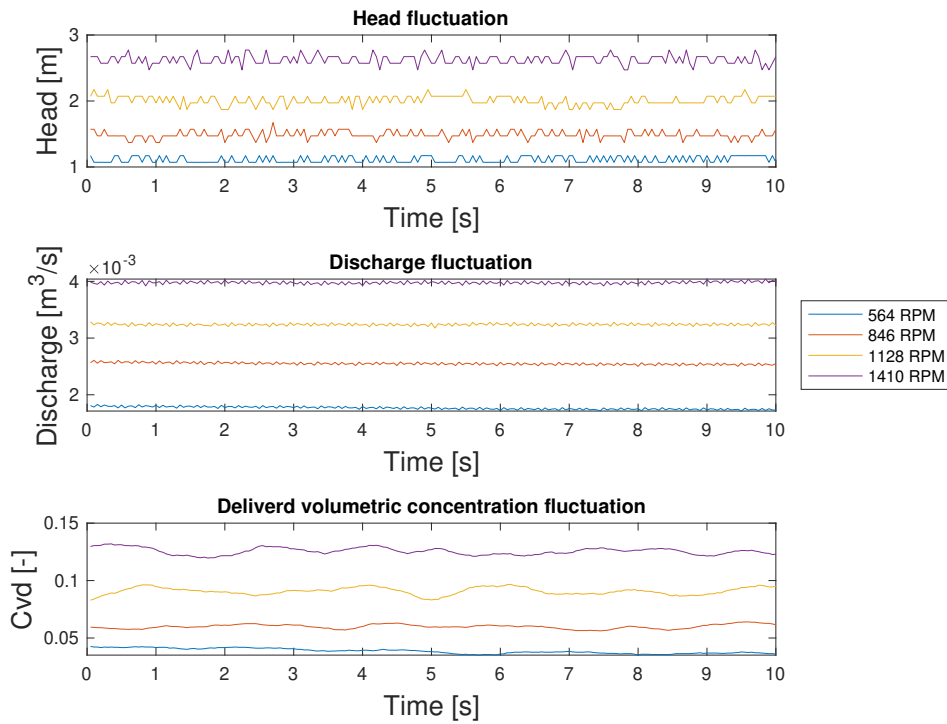 Head fluctuation
3
2
1
Head [m]
0 1 2 3 4 5 6 7 8 9 10
Time [s]
×10⁻³
Discharge fluctuation
4
3
2
Discharge [m³/s]
0 1 2 3 4 5 6 7 8 9 10
Time [s]
564 RPM
846 RPM
1128 RPM
1410 RPM
Deliverd volumetric concentration fluctuation
0.15
0.1
0.05
Cvd [-]
0 1 2 3 4 5 6 7 8 9 10
Time [s]